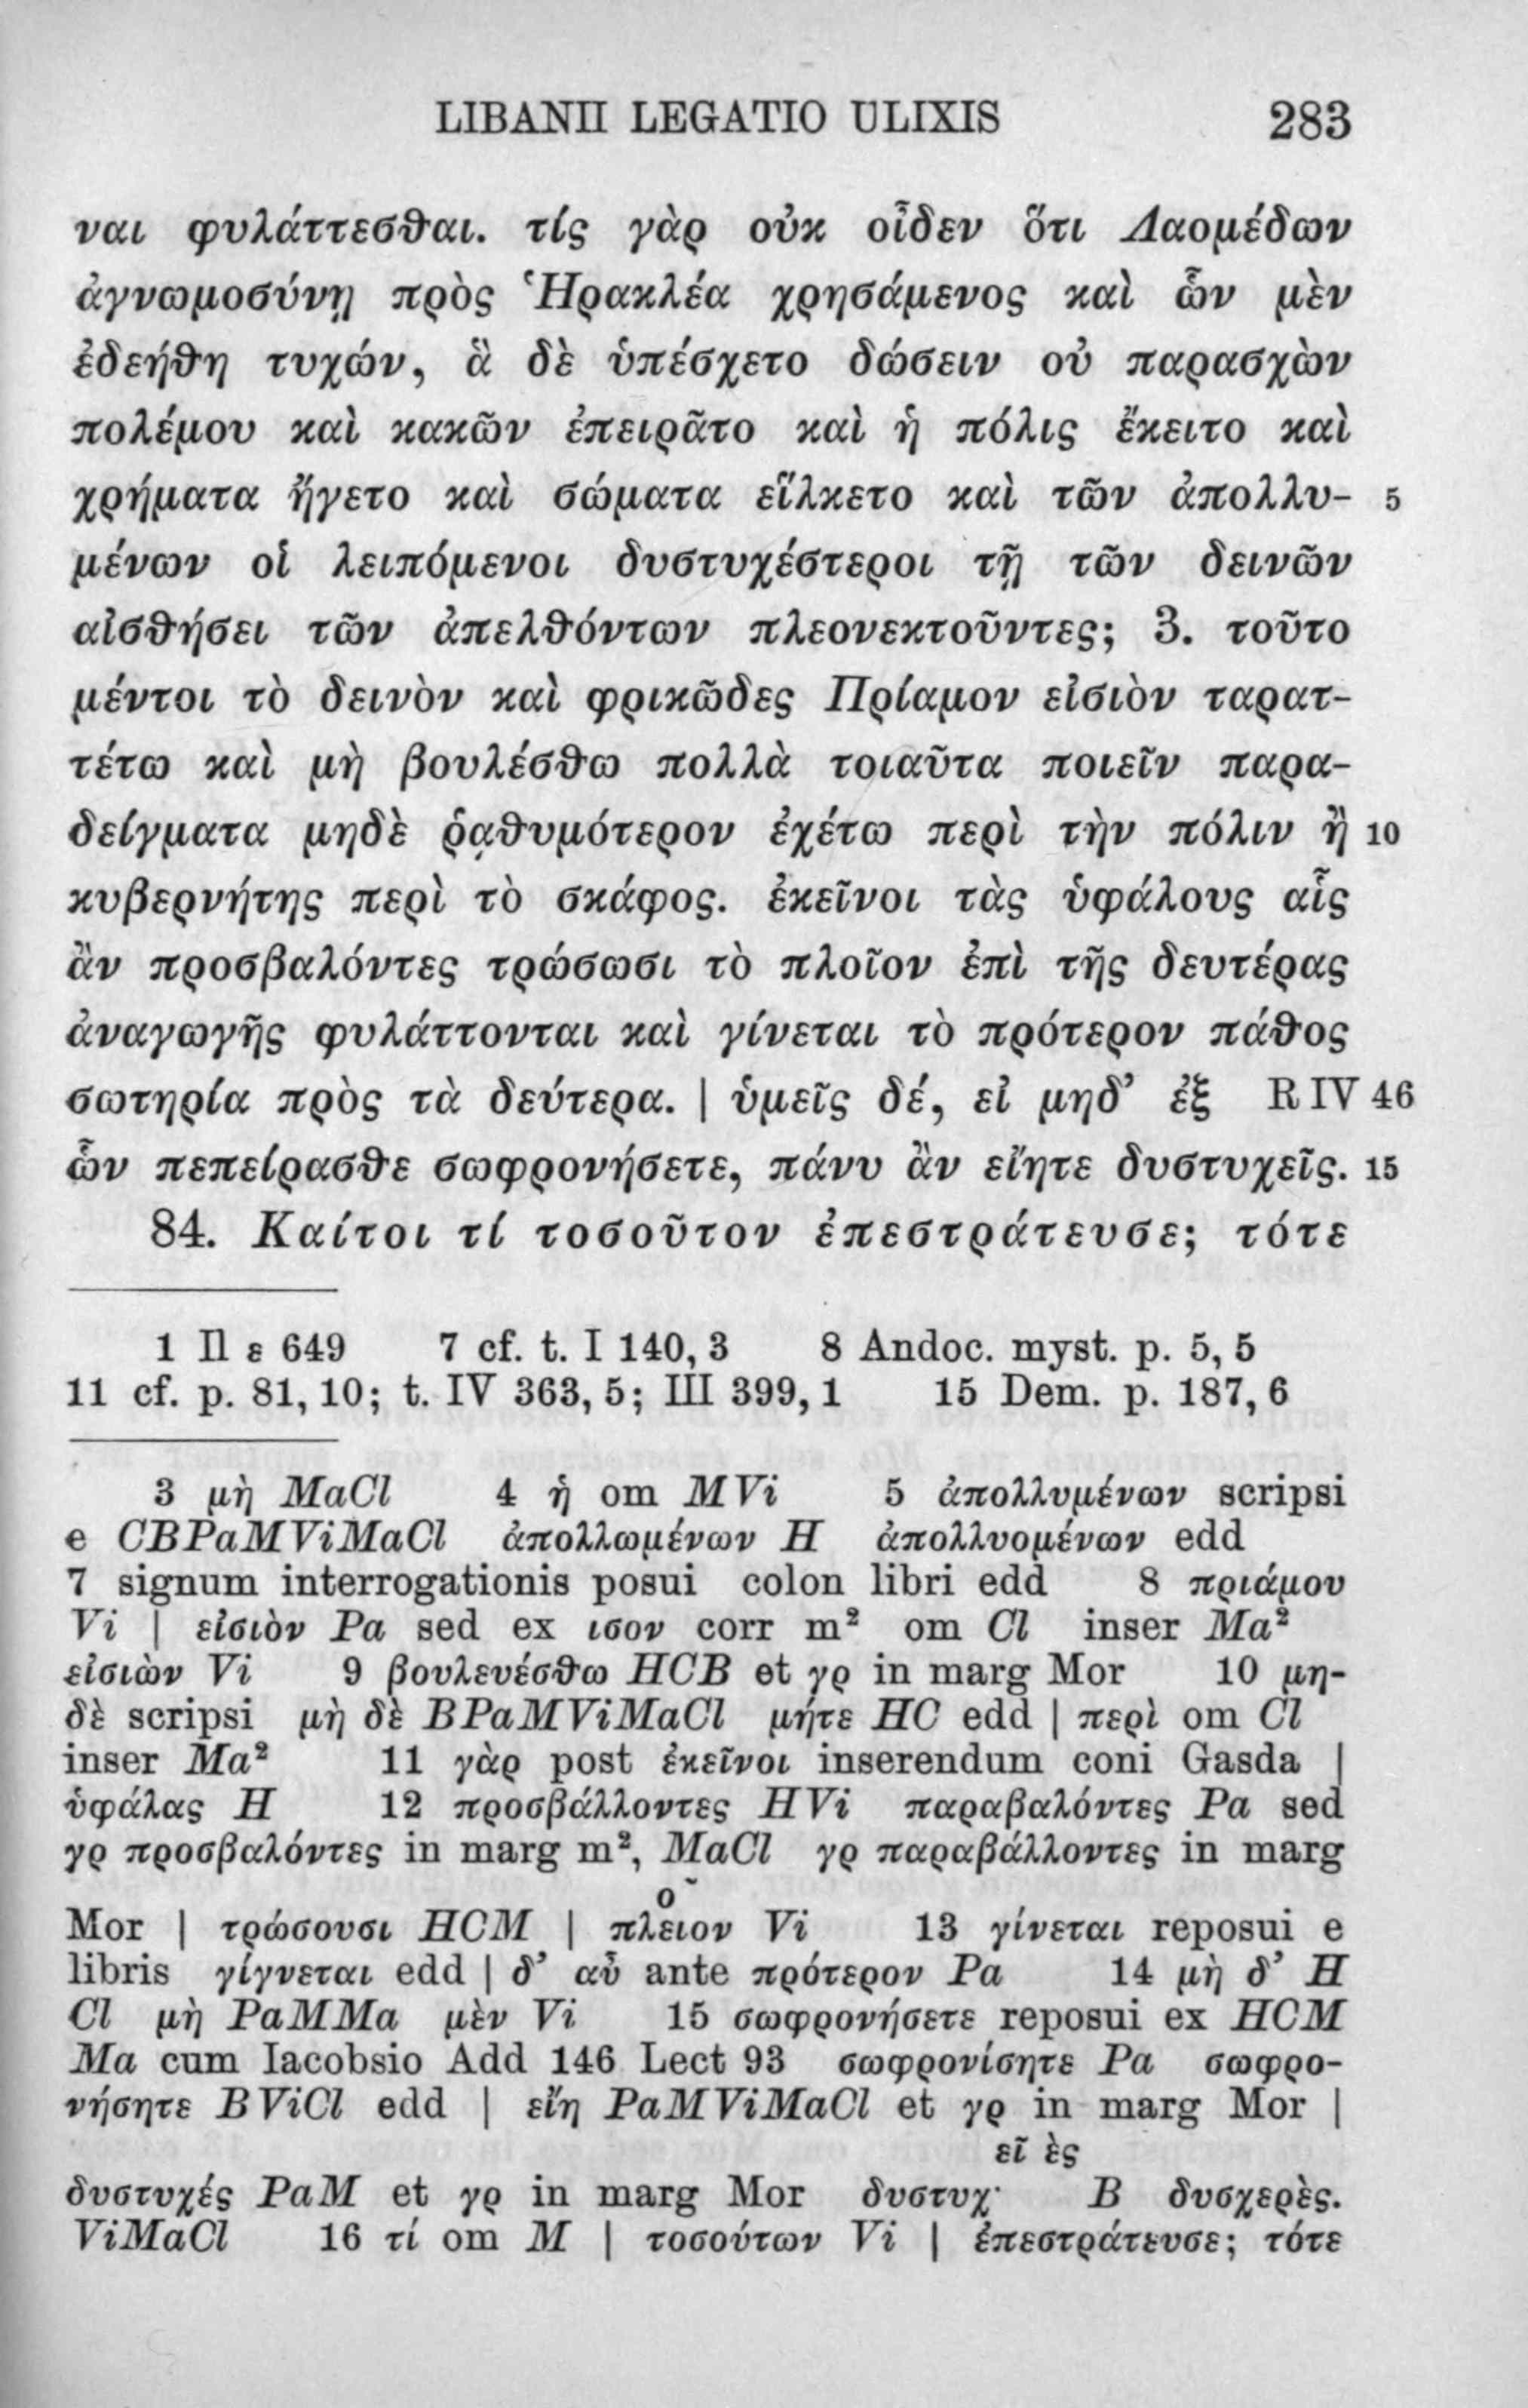 LIBANII LEGATIO ULIXIS 283
ναι φυλάττεσθαι. τίς γὰρ οὐκ οἶδεν ὅτι Λαομέδων
ἀγνωμοσύνῃ πρὸς Ἡρακλέα χρησάμενος καὶ ὧν μὲν
ἐδεήθη τυχών, ἃ δὲ ὑπέσχετο δώσειν οὐ παρασχὼν
πολέμου καὶ κακῶν ἐπειρᾶτο καὶ ἡ πόλις ἔκειτο καὶ
χρήματα ἤγετο καὶ σώματα εἵλκετο καὶ τῶν ἀπολλυ- 5
μένων οἱ λειπόμενοι δυστυχέστεροι τῇ τῶν δεινῶν
αἰσθήσει τῶν ἀπελθόντων πλεονεκτοῦντες; 3. τοῦτο
μέντοι τὸ δεινὸν καὶ φρικῶδες Πρίαμον εἰσιὸν ταρατ-
τέτω καὶ μὴ βουλέσθω πολλὰ τοιαῦτα ποιεῖν παρα-
δείγματα μηδὲ ῥᾳθυμότερον ἐχέτω περὶ τὴν πόλιν ἢ 10
κυβερνήτης περὶ τὸ σκάφος. ἐκεῖνοι τὰς ὑφάλους αἷς
ἂν προσβαλόντες τρώσωσι τὸ πλοῖον ἐπὶ τῆς δευτέρας
ἀναγωγῆς φυλάττονται καὶ γίνεται τὸ πρότερον πάθος
σωτηρία πρὸς τὰ δεύτερα. | ὑμεῖς δέ, εἰ μηδ’ ἐξ R IV 46
ὧν πεπείρασθε σωφρονήσετε, πάνυ ἂν εἴητε δυστυχεῖς. 15
84. Καίτοι τί τοσοῦτον ἐπεστράτευσε; τότε
1 Il ε 649 7 cf. t. I 140, 3 8 Andoc. myst. p. 5, 5
11 cf. p. 81, 10; t. IV 363, 5; III 399, 1 15 Dem. p. 187, 6
3 μὴ MaCl 4 ἡ om MVi 5 ἀπολλυμένων scripsi
e CBPaMViMaCl ἀπολλωμένων H ἀπολλυομένων edd
7 signum interrogationis posui colon libri edd 8 πριάμου
Vi | εἰσιὸν Pa sed ex ισον corr m² om Cl inser Ma²
εἰσιὼν Vi 9 βουλευέσθω HCB et γρ in marg Mor 10 μη-
δὲ scripsi μὴ δὲ BPaMViMaCl μήτε HC edd | περὶ om Cl
inser Ma² 11 γὰρ post ἐκεῖνοι inserendum coni Gasda |
ὑφάλας H 12 προσβάλλοντες HVi παραβαλόντες Pa sed
γρ προσβαλόντες in marg m², MaCl γρ παραβάλλοντες in marg
ο῀
Mor | τρώσουσι HCM | πλειον Vi 13 γίνεται reposui e
libris γίγνεται edd | δ’ αὖ ante πρότερον Pa 14 μὴ δ’ H
Cl μὴ PaMMa μὲν Vi 15 σωφρονήσετε reposui ex HCM
Ma cum Iacobsio Add 146 Lect 93 σωφρονίσητε Pa σωφρο-
νήσητε BViCl edd | εἴη PaMViMaCl et γρ in marg Mor |
εῖ ὲς
δυστυχές PaM et γρ in marg Mor δυστυχ· B δυσχερὲς.
ViMaCl 16 τί om M | τοσούτων Vi | ἐπεστράτευσε; τότε